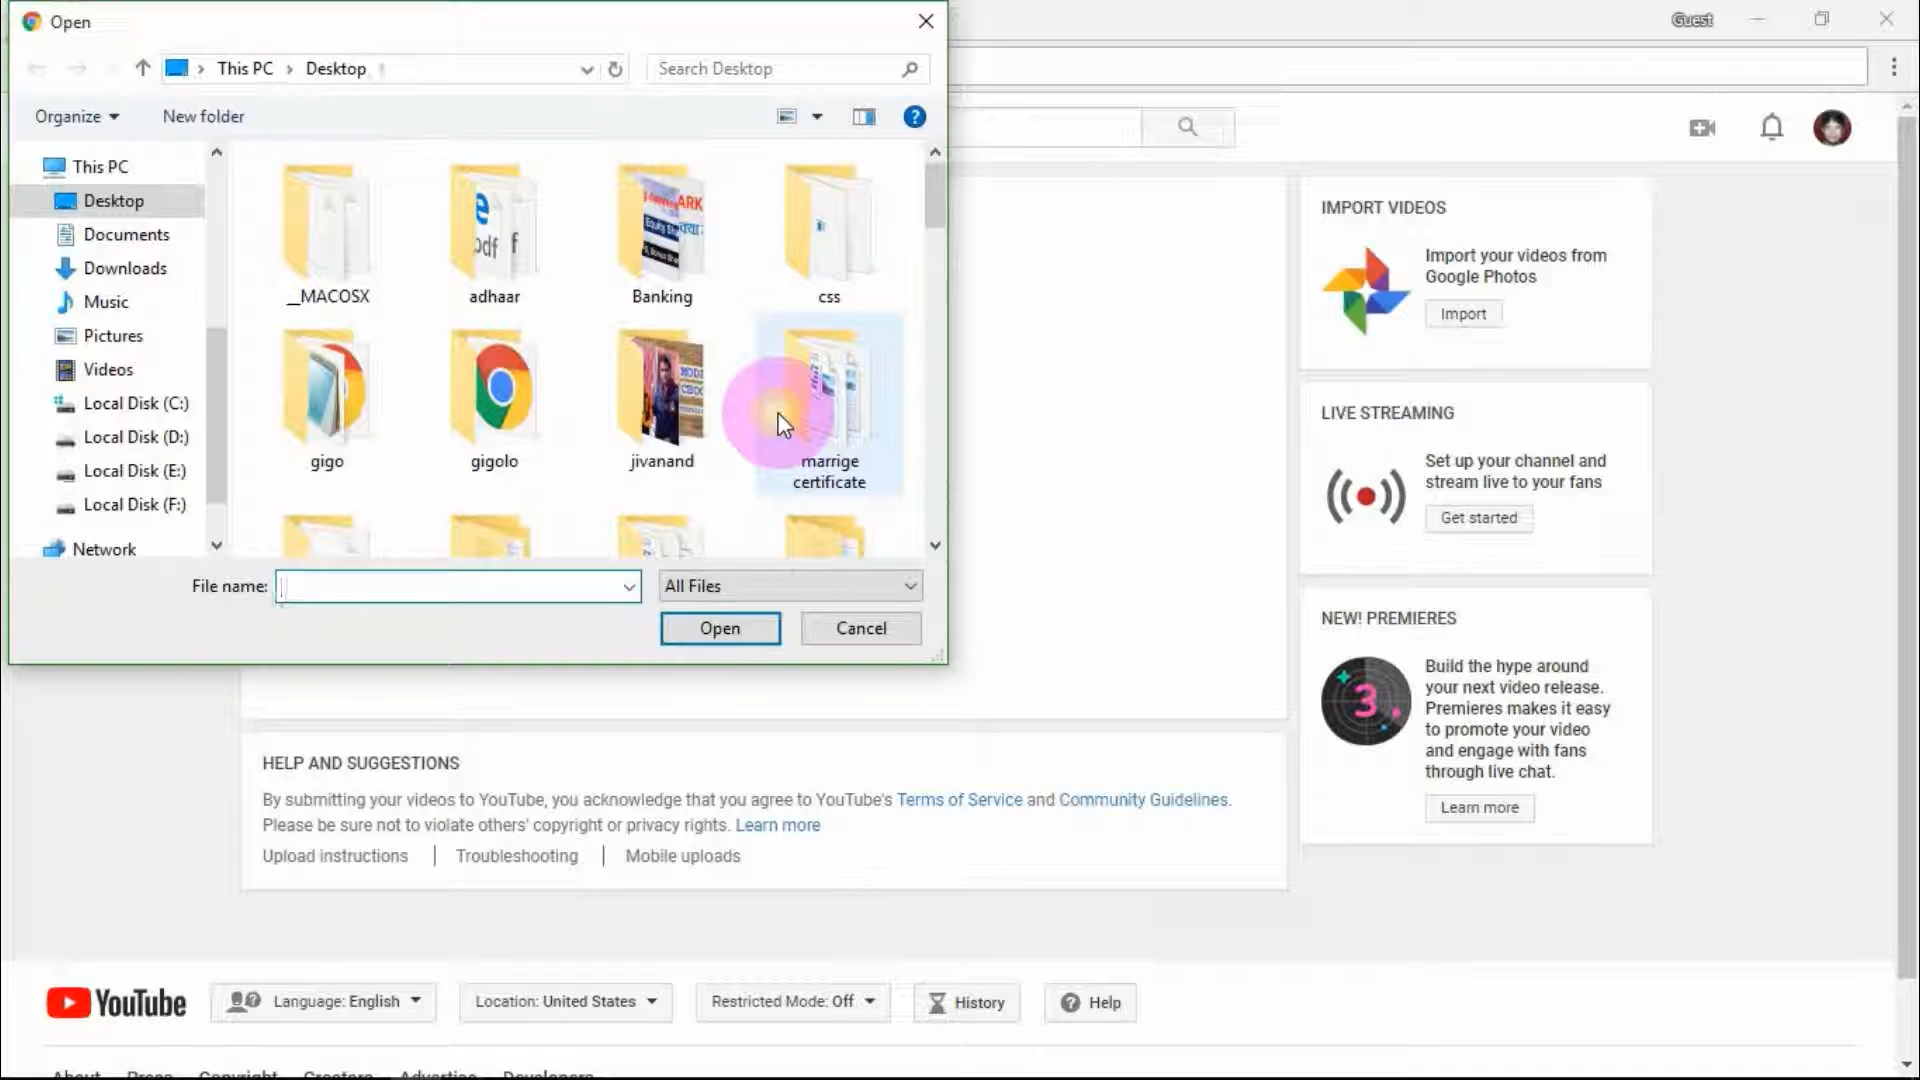 Open
Guest
This PC
Desktop
Search Desktop
Organize
New folder
This PC
Desktop
Documents
Downloads
Music
Pictures
Videos
Local Disk (C:)
Local Disk (D:)
Local Disk (E:)
Local Disk (F:)
Network
__MACOSX
adhaar
Banking
css
gigo
gigolo
jivanand
marrige
certificate
File name:
All Files
Open
Cancel
IMPORT VIDEOS
Import your videos from
Google Photos
Import
LIVE STREAMING
Set up your channel and
stream live to your fans
Get started
NEW! PREMIERES
Build the hype around
your next video release.
Premieres makes it easy
to promote your video
and engage with fans
through live chat.
Learn more
HELP AND SUGGESTIONS
By submitting your videos to YouTube, you acknowledge that you agree to YouTube's Terms of Service and Community Guidelines.
Please be sure not to violate others' copyright or privacy rights. Learn more
Upload instructions | Troubleshooting | Mobile uploads
YouTube
Language: English
Location: United States
Restricted Mode: Off
History
Help
About Press Copyright Creators Advertise Developers